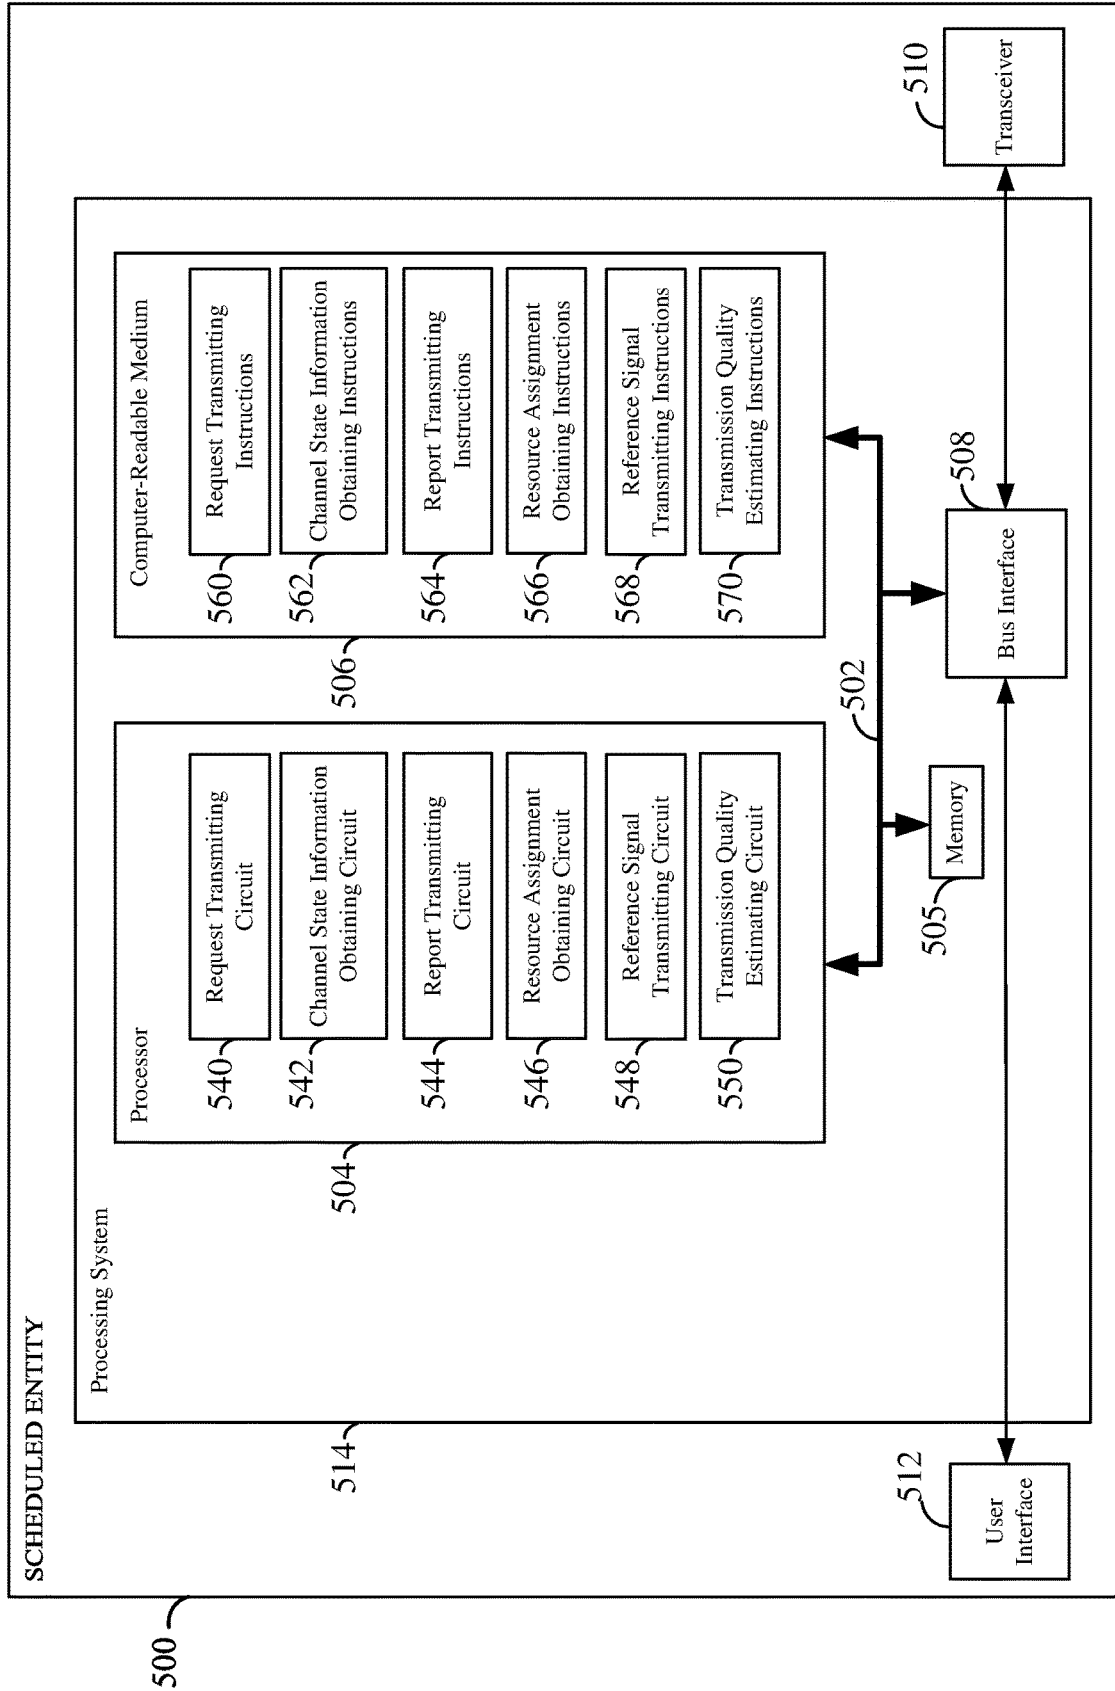 SCHEDULED ENTITY
500
Processing System
514
Processor
504
540
Request Transmitting
Circuit
542
Channel State Information
Obtaining Circuit
544
Report Transmitting
Circuit
546
Resource Assignment
Obtaining Circuit
548
Reference Signal
Transmitting Circuit
550
Transmission Quality
Estimating Circuit
Computer-Readable Medium
506
560
Request Transmitting
Instructions
562
Channel State Information
Obtaining Instructions
564
Report Transmitting
Instructions
566
Resource Assignment
Obtaining Instructions
568
Reference Signal
Transmitting Instructions
570
Transmission Quality
Estimating Instructions
502
505
Memory
508
Bus Interface
512
User
Interface
510
Transceiver